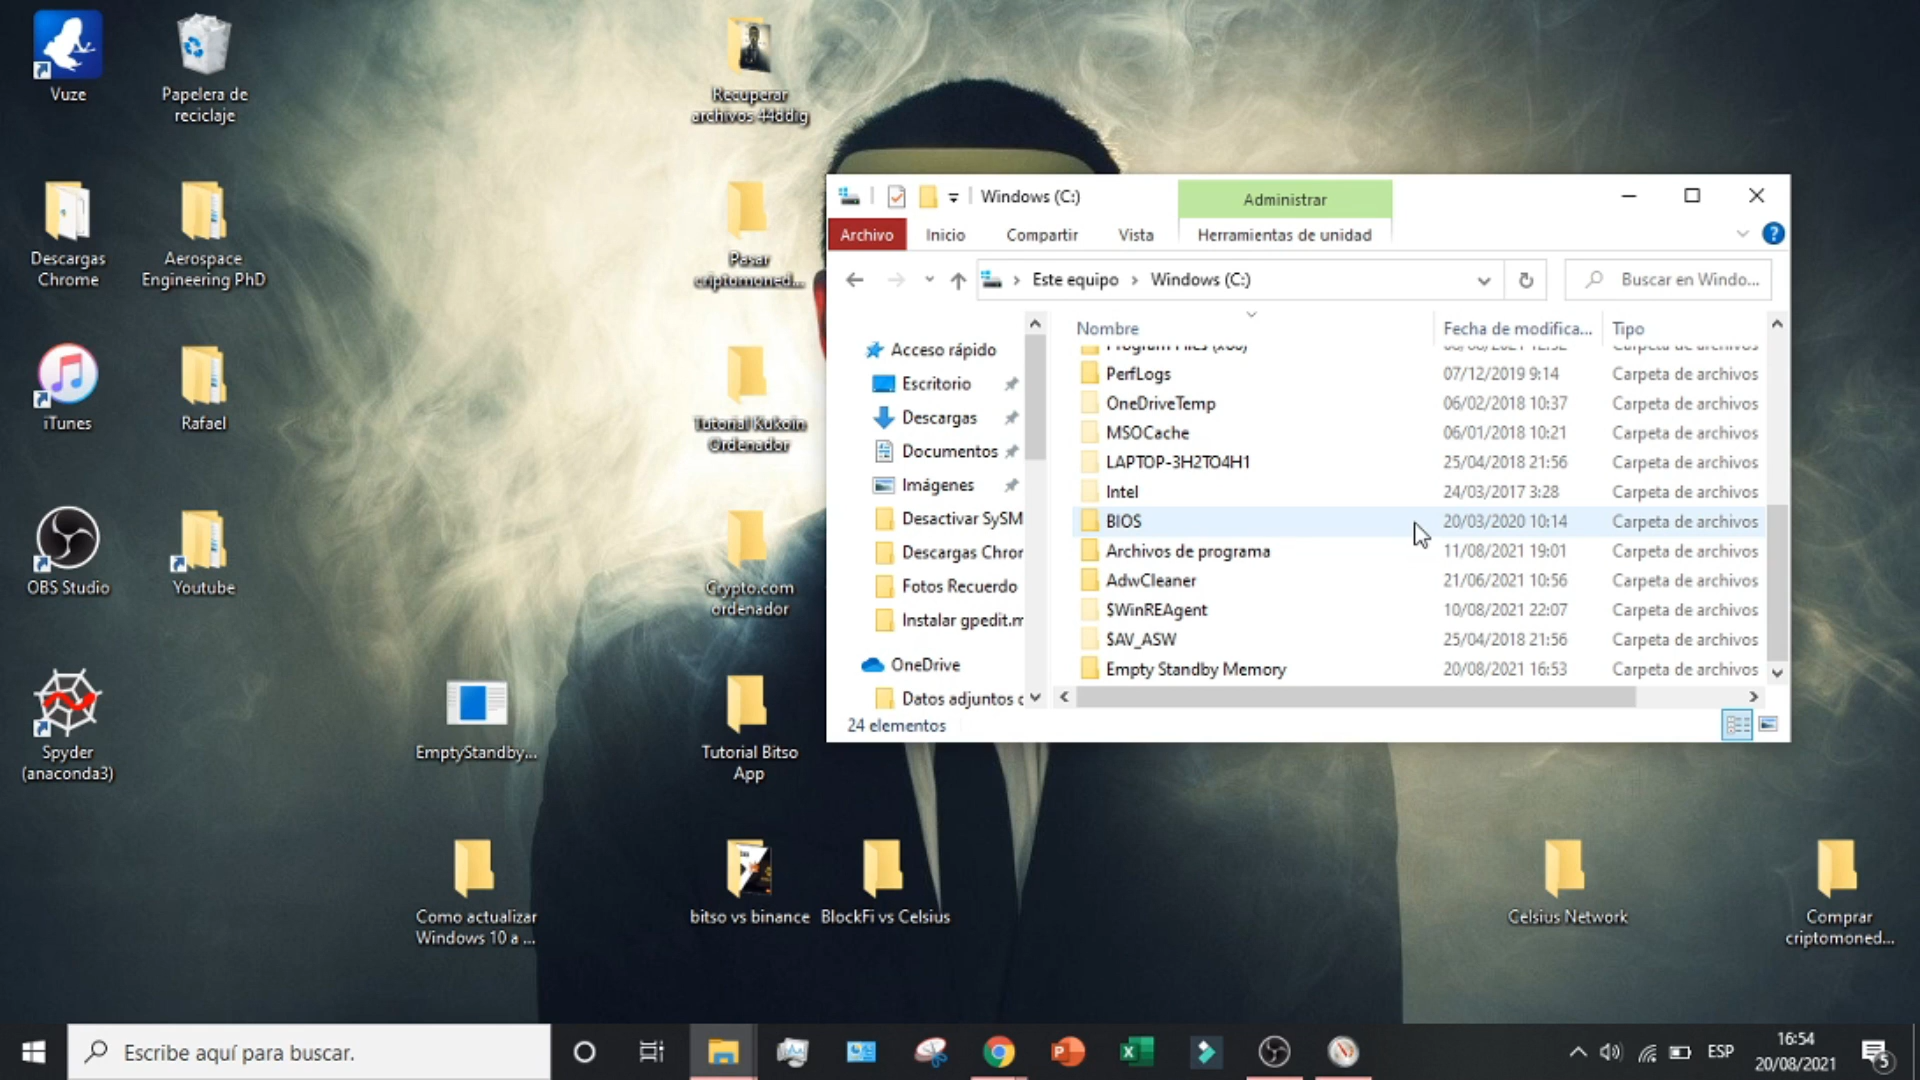 Vuze
Papelera de
reciclaje
Recuperar
archivos 4ddig
Descargas
Chrome
Aerospace
Engineering PhD
Pasar
criptomoned...
iTunes
Rafael
Tutorial Kukoin
Ordenador
OBS Studio
Youtube
Crypto.com
ordenador
Spyder
(anaconda3)
EmptyStandby...
Tutorial Bitso
App
Como actualizar
Windows 10 a ...
bitso vs binance
BlockFi vs Celsius
Celsius Network
Comprar
criptomoned...
Windows (C:)
Administrar
Archivo
Inicio
Compartir
Vista
Herramientas de unidad
Este equipo > Windows (C:)
Buscar en Windo...
Acceso rápido
Escritorio
Descargas
Documentos
Imágenes
Desactivar SySM
Descargas Chror
Fotos Recuerdo
Instalar gpedit.m
OneDrive
Datos adjuntos c
Nombre Fecha de modifica... Tipo
PerfLogs 07/12/2019 9:14 Carpeta de archivos
OneDriveTemp 06/02/2018 10:37 Carpeta de archivos
MSOCache 06/01/2018 10:21 Carpeta de archivos
LAPTOP-3H2TO4H1 25/04/2018 21:56 Carpeta de archivos
Intel 24/03/2017 3:28 Carpeta de archivos
BIOS 20/03/2020 10:14 Carpeta de archivos
Archivos de programa 11/08/2021 19:01 Carpeta de archivos
AdwCleaner 21/06/2021 10:56 Carpeta de archivos
$WinREAgent 10/08/2021 22:07 Carpeta de archivos
$AV_ASW 25/04/2018 21:56 Carpeta de archivos
Empty Standby Memory 20/08/2021 16:53 Carpeta de archivos
24 elementos
Escribe aquí para buscar.
ESP
16:54
20/08/2021
5